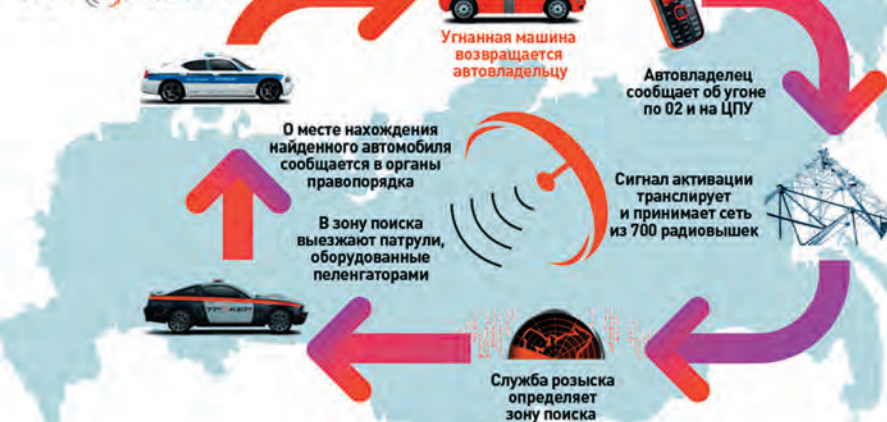 Угнанная машина
возвращается
автовладельцу
Автовладелец
сообщает об угоне
по 02 и на ЦПУ
О месте нахождения
найденного автомобиля
сообщается в органы
правопорядка
Сигнал активации
транслирует
и принимает сеть
из 700 радиовышек
В зону поиска
выезжают патрули,
оборудованные
пеленгаторами
Служба розыска
определяет
зону поиска